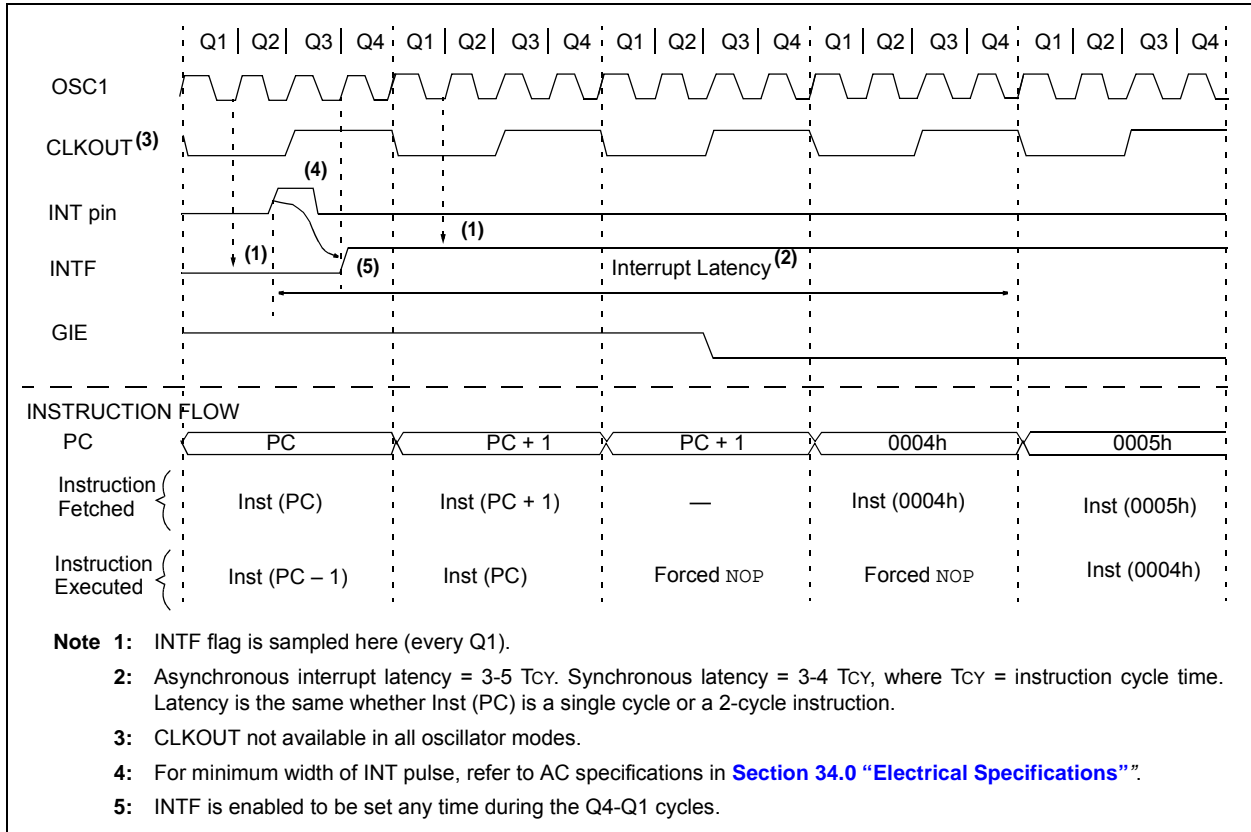 Q1 Q2 Q3 Q4 Q1 Q2 Q3 Q4 Q1 Q2 Q3 Q4 Q1 Q2 Q3 Q4 Q1 Q2 Q3 Q4
OSC1
CLKOUT (3)
(4)
INT pin
(1)
(1)
INTF
(5)
Interrupt Latency (2)
GIE
INSTRUCTION FLOW
PC PC PC + 1 PC + 1 0004h 0005h
Instruction Fetched Inst (PC) Inst (PC + 1) — Inst (0004h) Inst (0005h)
Instruction Executed Inst (PC – 1) Inst (PC) Forced NOP Forced NOP Inst (0004h)
Note 1: INTF flag is sampled here (every Q1).
2: Asynchronous interrupt latency = 3-5 TCY. Synchronous latency = 3-4 TCY, where TCY = instruction cycle time.
Latency is the same whether Inst (PC) is a single cycle or a 2-cycle instruction.
3: CLKOUT not available in all oscillator modes.
4: For minimum width of INT pulse, refer to AC specifications in Section 34.0 “Electrical Specifications””.
5: INTF is enabled to be set any time during the Q4-Q1 cycles.